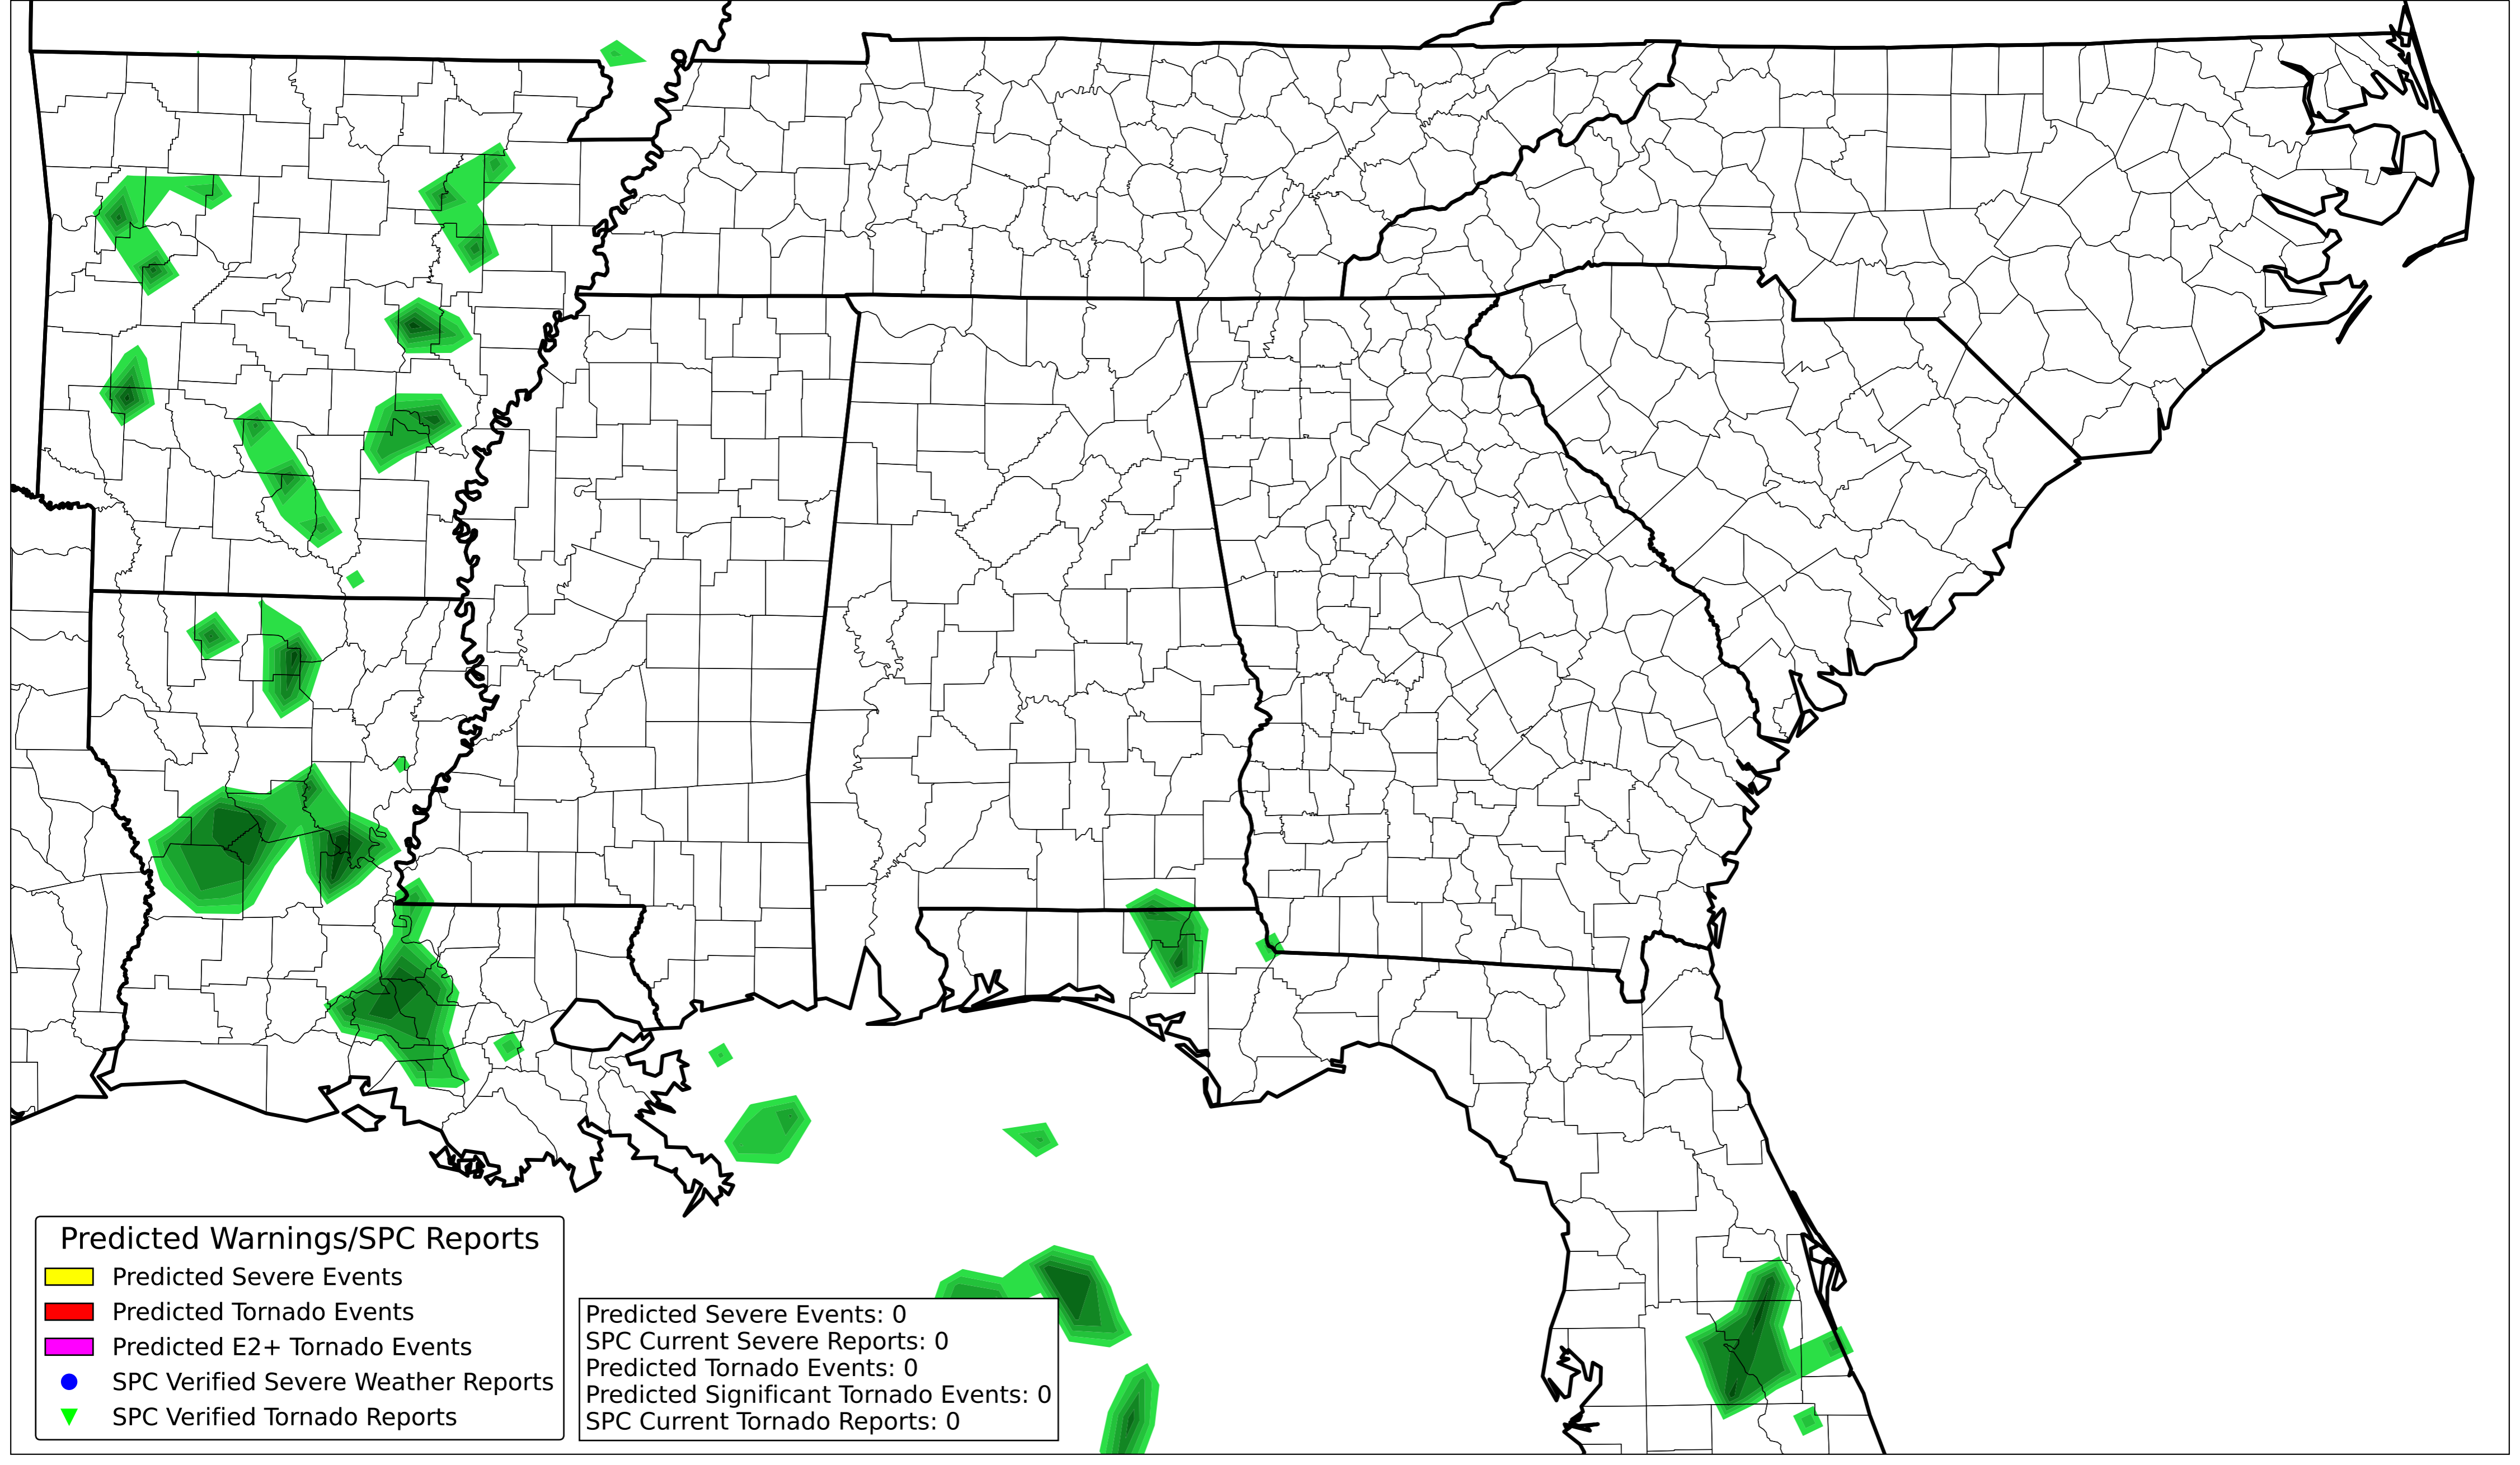 Predicted Warnings/SPC Reports
Predicted Severe Events
Predicted Tornado Events
Predicted E2+ Tornado Events
SPC Verified Severe Weather Reports
SPC Verified Tornado Reports
Predicted Severe Events: 0
SPC Current Severe Reports: 0
Predicted Tornado Events: 0
Predicted Significant Tornado Events: 0
SPC Current Tornado Reports: 0